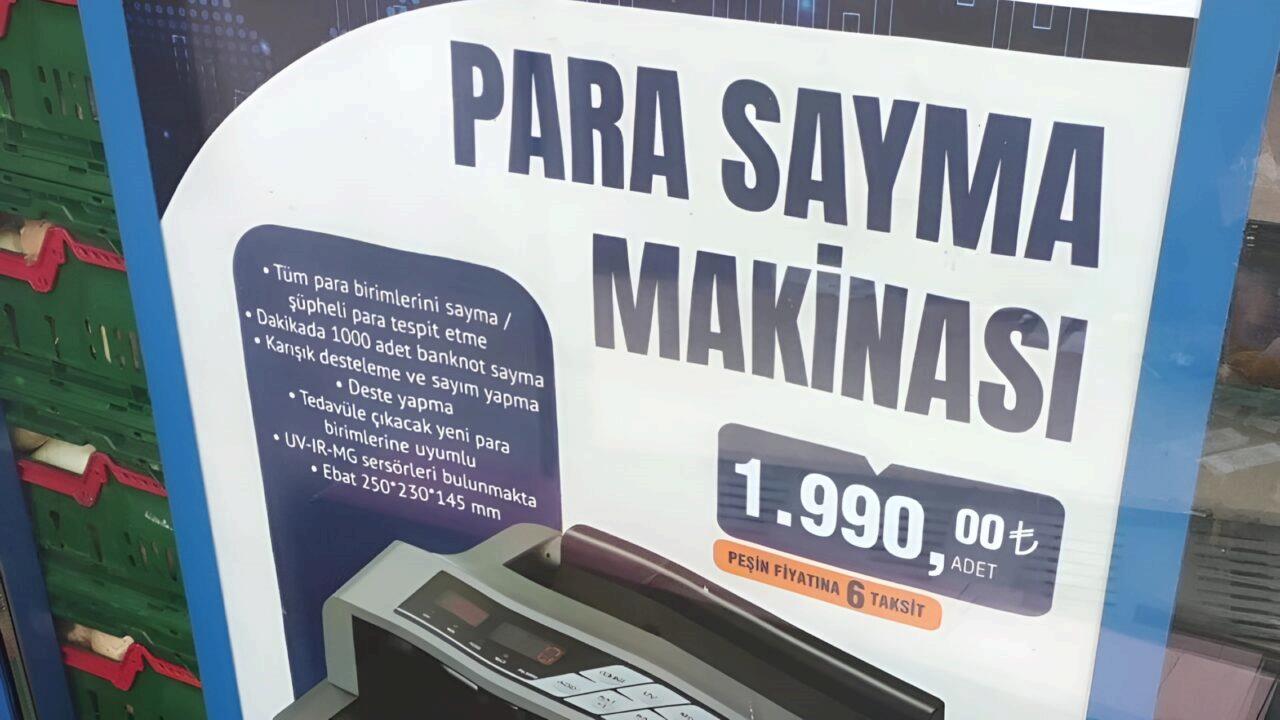 PARA SAYMA
MAKİNASI
• Tüm para birimlerini sayma /
şüpheli para tespit etme
• Dakikada 1000 adet banknot sayma
• Karışık desteleme ve sayım yapma
• Deste yapma
• Tedavüle çıkacak yeni para
birimlerine uyumlu
• UV-IR-MG sersörleri bulunmakta
• Ebat 250*230*145 mm
1.990,00₺
ADET
PEŞİN FİYATINA 6 TAKSİT
UV